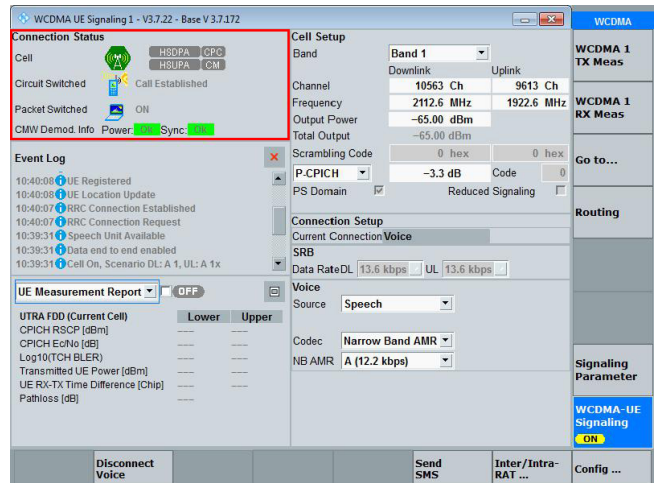 WCDMA UE Signaling 1 - V3.7.22 - Base V 3.7.172
WCDMA
Connection Status
Cell
HSDPA CPC
HSUPA CM
Circuit Switched Call Established
Packet Switched ON
CMW Demod. Info Power: OK Sync: OK
Event Log
10:40:08 UE Registered
10:40:08 UE Location Update
10:40:07 RRC Connection Established
10:40:07 RRC Connection Request
10:39:31 Speech Unit Available
10:39:31 Data end to end enabled
10:39:31 Cell On, Scenario DL: A 1, UL: A 1x
UE Measurement Report OFF
UTRA FDD (Current Cell) Lower Upper
CPICH RSCP [dBm] --- ---
CPICH Ec/No [dB] --- ---
Log10(TCH BLER) --- ---
Transmitted UE Power [dBm] --- ---
UE RX-TX Time Difference [Chip] --- ---
Pathloss [dB] --- ---
Cell Setup
Band Band 1
Downlink Uplink
Channel 10563 Ch 9613 Ch
Frequency 2112.6 MHz 1922.6 MHz
Output Power -65.00 dBm
Total Output -65.00 dBm
Scrambling Code 0 hex 0 hex
P-CPICH -3.3 dB Code 0
PS Domain Reduced Signaling
Connection Setup
Current Connection Voice
SRB
Data Rate DL 13.6 kbps UL 13.6 kbps
Voice
Source Speech
Codec Narrow Band AMR
NB AMR A (12.2 kbps)
WCDMA 1
TX Meas
WCDMA 1
RX Meas
Go to...
Routing
Signaling
Parameter
WCDMA-UE
Signaling
ON
Disconnect
Voice
Send
SMS
Inter/Intra-
RAT ...
Config ...